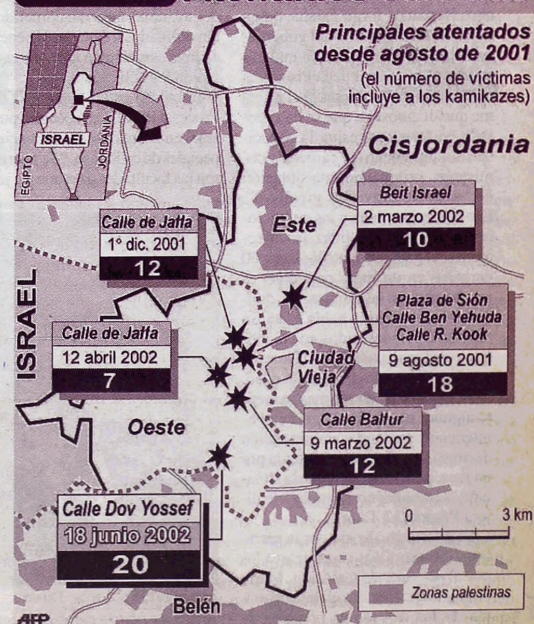 Principales atentados
desde agosto de 2001
(el número de víctimas
incluye a los kamikazes)
EGIPTO
ISRAEL
JORDANIA
Cisjordania
Beit Israel
2 marzo 2002
10
Este
Calle de Jaffa
1º dic. 2001
12
ISRAEL
Plaza de Sión
Calle Ben Yehuda
Calle R. Kook
9 agosto 2001
18
Calle de Jaffa
12 abril 2002
7
Ciudad
Vieja
Oeste
Calle Balfur
9 marzo 2002
12
Calle Dov Yossef
18 junio 2002
20
0 3 km
Zonas palestinas
Belén
AFP